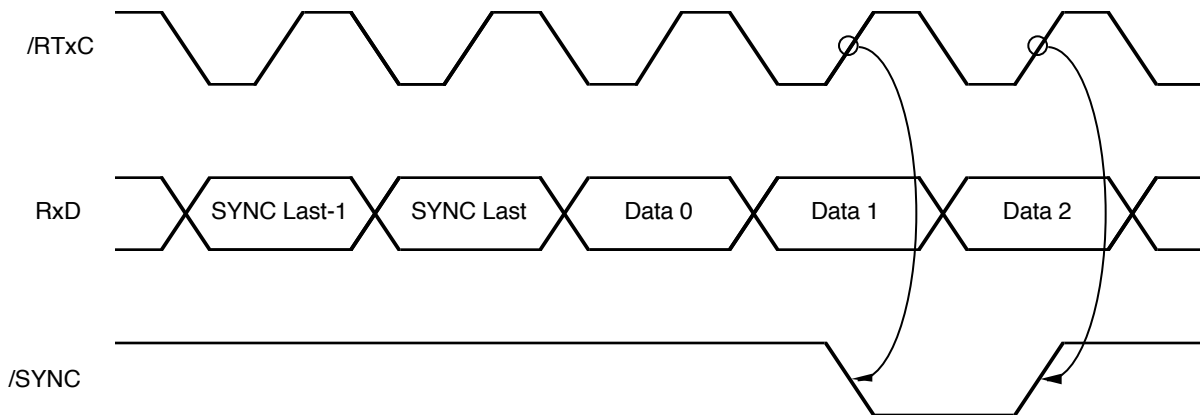 /RTxC
RxD SYNC Last-1 SYNC Last Data 0 Data 1 Data 2
/SYNC